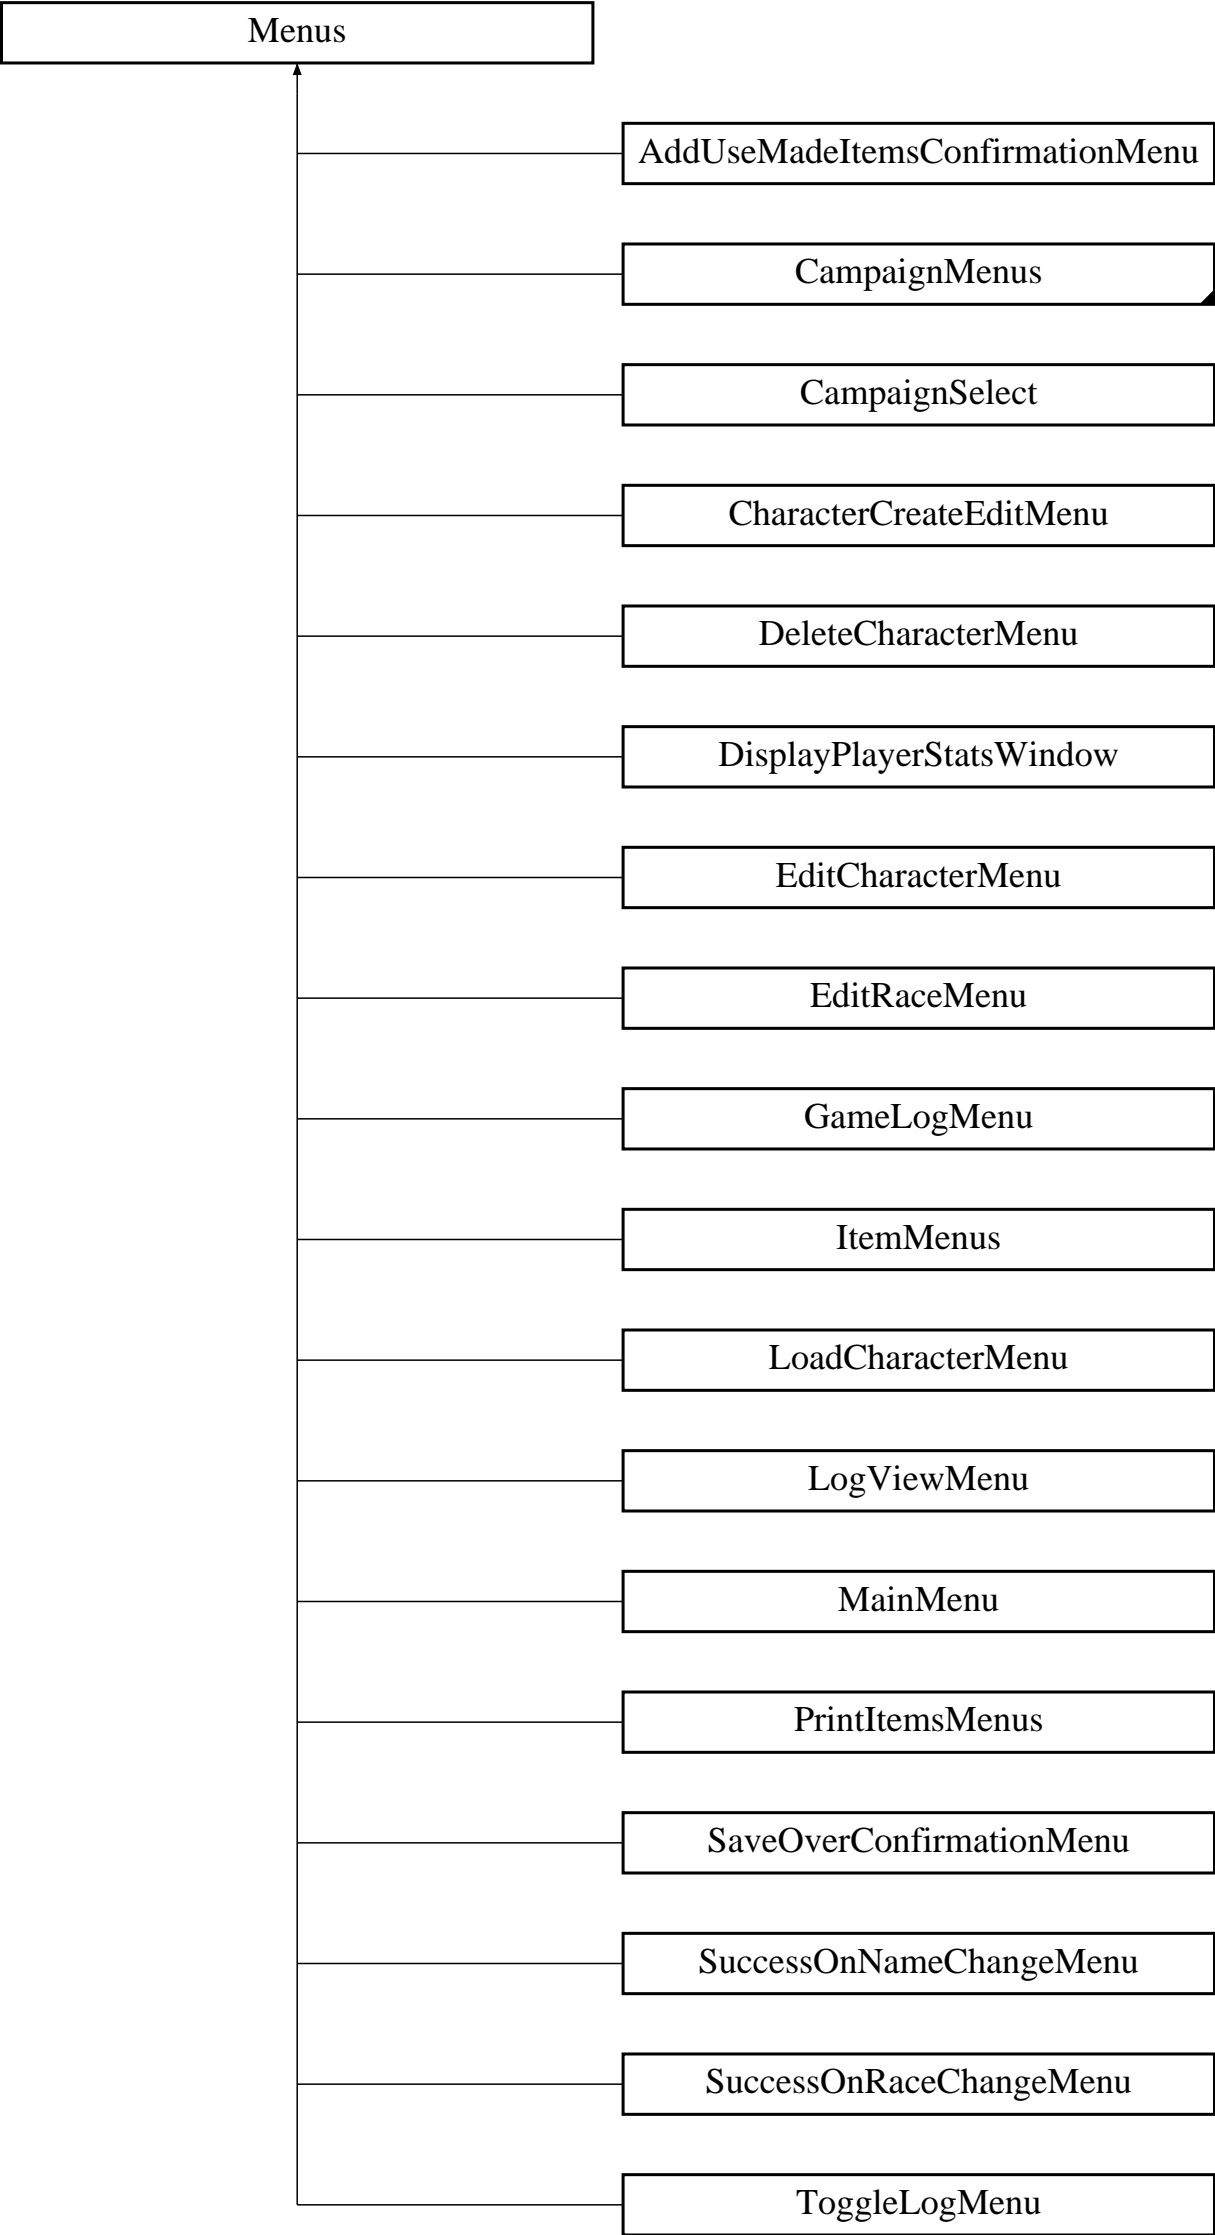 Menus
AddUseMadeItemsConfirmationMenu
CampaignMenus
CampaignSelect
CharacterCreateEditMenu
DeleteCharacterMenu
DisplayPlayerStatsWindow
EditCharacterMenu
EditRaceMenu
GameLogMenu
ItemMenus
LoadCharacterMenu
LogViewMenu
MainMenu
PrintItemsMenus
SaveOverConfirmationMenu
SuccessOnNameChangeMenu
SuccessOnRaceChangeMenu
ToggleLogMenu